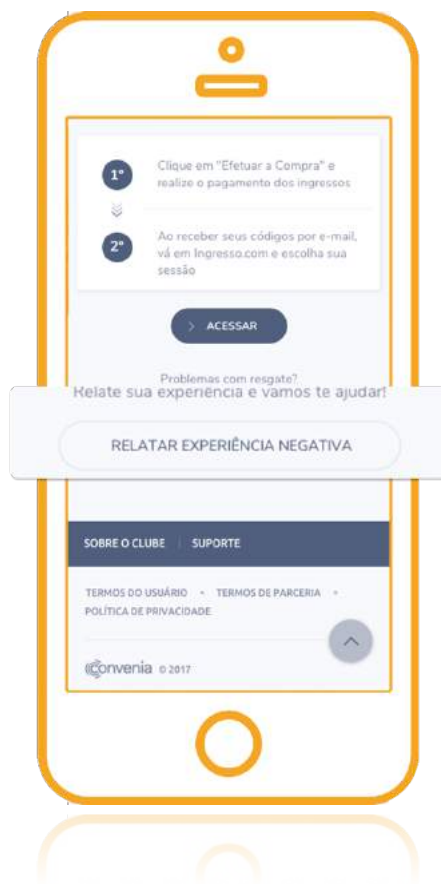 1º
Clique em "Efetuar a Compra" e
realize o pagamento dos ingressos
2º
Ao receber seus códigos por e-mail,
vá em Ingresso.com e escolha sua
sessão
> ACESSAR
Problemas com resgate?
Relate sua experiência e vamos te ajudar!
RELATAR EXPERIÊNCIA NEGATIVA
SOBRE O CLUBE | SUPORTE
TERMOS DO USUÁRIO • TERMOS DE PARCERIA •
POLÍTICA DE PRIVACIDADE
Convenia © 2017